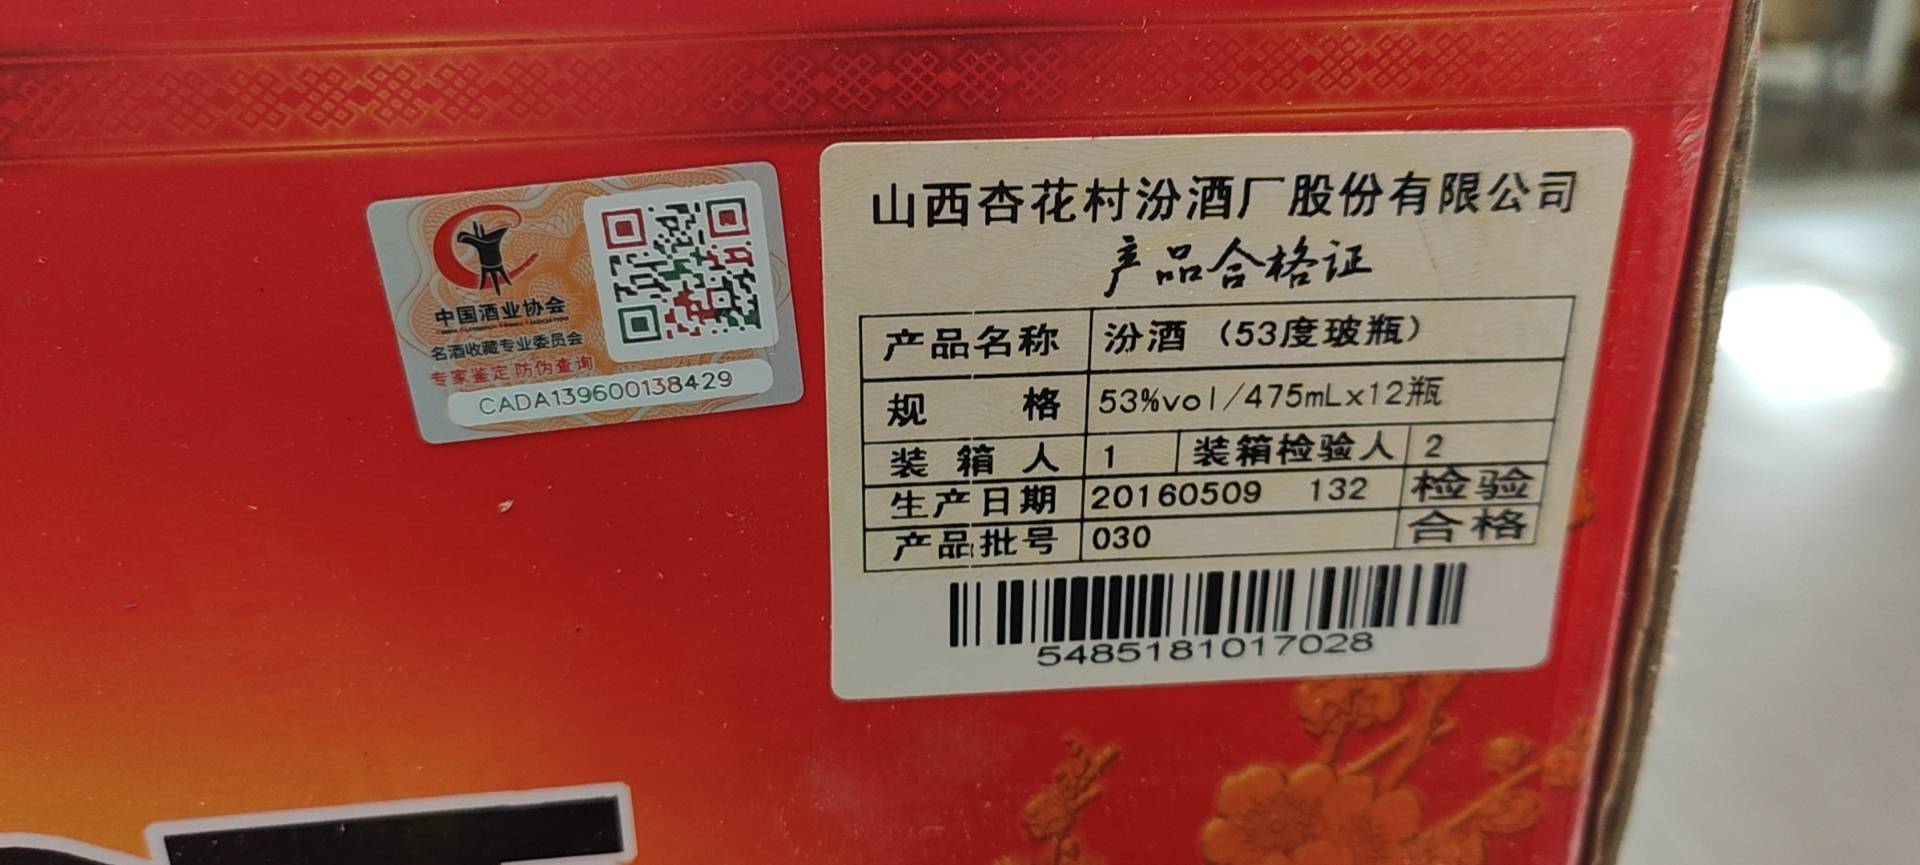 中国酒业协会
名酒收藏专业委员会
专家鉴定 防伪查询
CADA139600138429
山西杏花村汾酒厂股份有限公司
产品合格证
产品名称 汾酒（53度玻瓶）
规 格 53%vol/475mLx12瓶
装箱人 1 装箱检验人 2
生产日期 20160509 132 检验
产品批号 030 合格
5485181017028